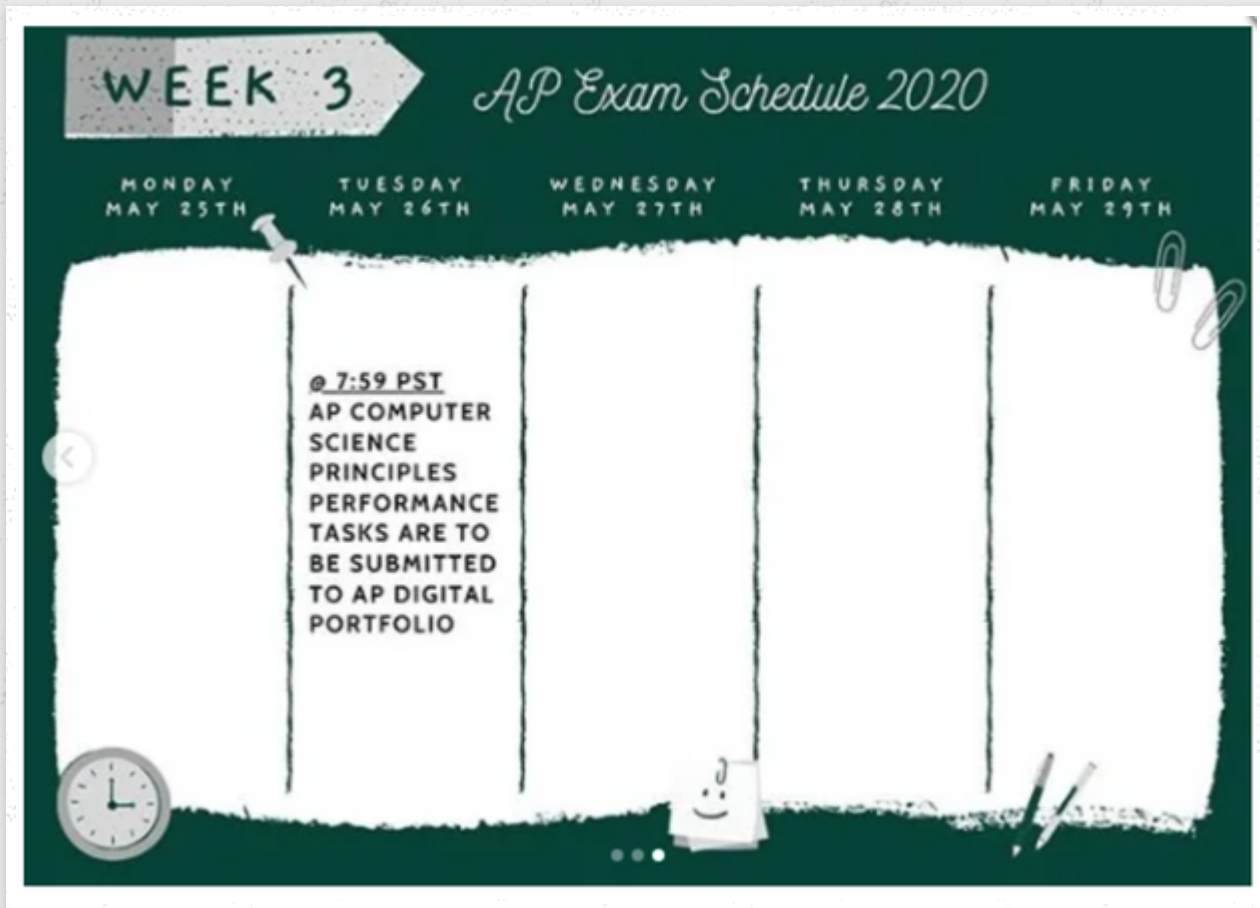 WEEK 3
AP Exam Schedule 2020
MONDAY
MAY 25TH
TUESDAY
MAY 26TH
WEDNESDAY
MAY 27TH
THURSDAY
MAY 28TH
FRIDAY
MAY 29TH
@ 7:59 PST
AP COMPUTER
SCIENCE
PRINCIPLES
PERFORMANCE
TASKS ARE TO
BE SUBMITTED
TO AP DIGITAL
PORTFOLIO